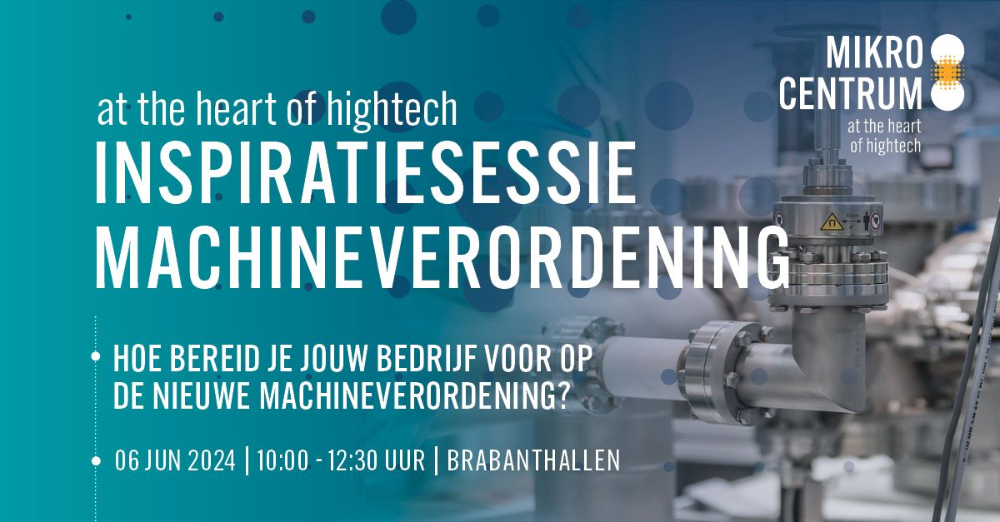 at the heart of hightech
INSPIRATIESESSIE
MACHINEVERORDENING
HOE BEREID JE JOUW BEDRIJF VOOR OP
DE NIEUWE MACHINEVERORDENING?
06 JUN 2024 | 10:00 - 12:30 UUR | BRABANTHALLEN
MIKRO
CENTRUM
at the heart
of hightech
10cm